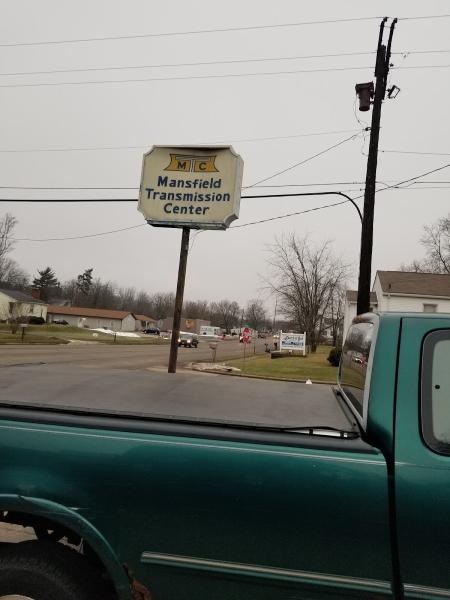 MTC
Mansfield
Transmission
Center